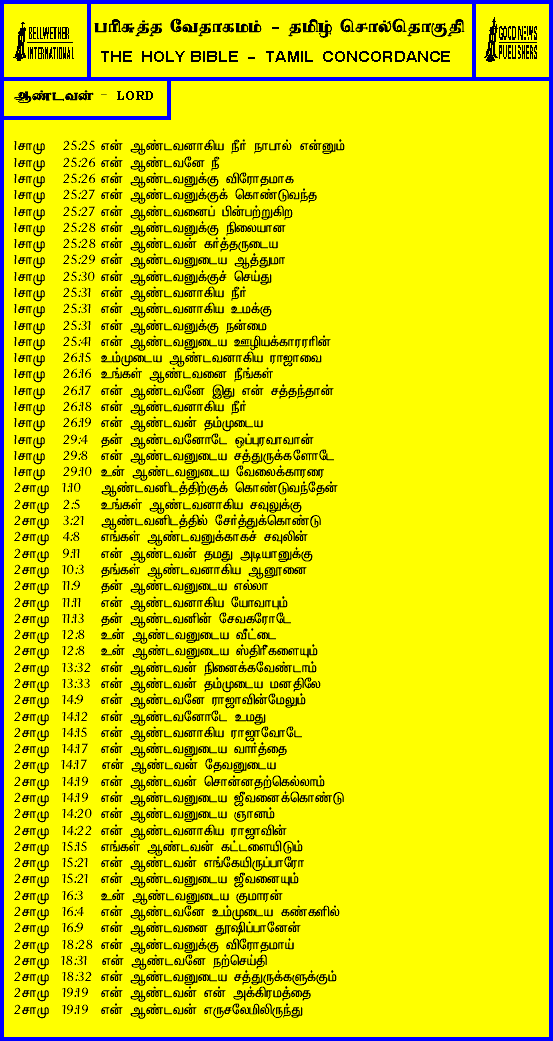 BELLWETHER
INTERNATIONAL
பரிசுத்த வேதாகமம் - தமிழ் சொல்தொகுதி
THE HOLY BIBLE - TAMIL CONCORDANCE
GOOD NEWS
PUBLISHERS
ஆண்டவன் - LORD
1சாமு 25:25 என் ஆண்டவனாகிய நீர் நாபால் என்னும்
1சாமு 25:26 என் ஆண்டவனே நீ
1சாமு 25:26 என் ஆண்டவனுக்கு விரோதமாக
1சாமு 25:27 என் ஆண்டவனுக்குக் கொண்டுவந்த
1சாமு 25:27 என் ஆண்டவனைப் பின்பற்றுகிற
1சாமு 25:28 என் ஆண்டவனுக்கு நிலையான
1சாமு 25:28 என் ஆண்டவன் கர்த்தருடைய
1சாமு 25:29 என் ஆண்டவனுடைய ஆத்துமா
1சாமு 25:30 என் ஆண்டவனுக்குச் செய்து
1சாமு 25:31 என் ஆண்டவனாகிய நீர்
1சாமு 25:31 என் ஆண்டவனாகிய உமக்கு
1சாமு 25:31 என் ஆண்டவனுக்கு நன்மை
1சாமு 25:41 என் ஆண்டவனுடைய ஊழியக்காரரரின்
1சாமு 26:15 உம்முடைய ஆண்டவனாகிய ராஜாவை
1சாமு 26:16 உங்கள் ஆண்டவனை நீங்கள்
1சாமு 26:17 என் ஆண்டவனே இது என் சத்தந்தான்
1சாமு 26:18 என் ஆண்டவனாகிய நீர்
1சாமு 26:19 என் ஆண்டவன் தம்முடைய
1சாமு 29:4 தன் ஆண்டவனோடே ஒப்புரவாவான்
1சாமு 29:8 என் ஆண்டவனுடைய சத்துருக்களோடே
1சாமு 29:10 உன் ஆண்டவனுடைய வேலைக்காரரை
2சாமு 1:10 ஆண்டவனிடத்திற்குக் கொண்டுவந்தேன்
2சாமு 2:5 உங்கள் ஆண்டவனாகிய சவுலுக்கு
2சாமு 3:21 ஆண்டவனிடத்தில் சேர்த்துக்கொண்டு
2சாமு 4:8 எங்கள் ஆண்டவனுக்காகச் சவுலின்
2சாமு 9:11 என் ஆண்டவன் தமது அடியானுக்கு
2சாமு 10:3 தங்கள் ஆண்டவனாகிய ஆனூனை
2சாமு 11:9 தன் ஆண்டவனுடைய எல்லா
2சாமு 11:11 என் ஆண்டவனாகிய யோவாபும்
2சாமு 11:13 தன் ஆண்டவனின் சேவகரோடே
2சாமு 12:8 உன் ஆண்டவனுடைய வீட்டை
2சாமு 12:8 உன் ஆண்டவனுடைய ஸ்திரீகளையும்
2சாமு 13:32 என் ஆண்டவன் நினைக்கவேண்டாம்
2சாமு 13:33 என் ஆண்டவன் தம்முடைய மனதிலே
2சாமு 14:9 என் ஆண்டவனே ராஜாவின்மேலும்
2சாமு 14:12 என் ஆண்டவனோடே உமது
2சாமு 14:15 என் ஆண்டவனாகிய ராஜாவோடே
2சாமு 14:17 என் ஆண்டவனுடைய வார்த்தை
2சாமு 14:17 என் ஆண்டவன் தேவனுடைய
2சாமு 14:19 என் ஆண்டவன் சொன்னதற்கெல்லாம்
2சாமு 14:19 என் ஆண்டவனுடைய ஜீவனைக்கொண்டு
2சாமு 14:20 என் ஆண்டவனுடைய ஞானம்
2சாமு 14:22 என் ஆண்டவனாகிய ராஜாவின்
2சாமு 15:15 எங்கள் ஆண்டவன் கட்டளையிடும்
2சாமு 15:21 என் ஆண்டவன் எங்கேயிருப்பாரோ
2சாமு 15:21 என் ஆண்டவனுடைய ஜீவனையும்
2சாமு 16:3 உன் ஆண்டவனுடைய குமாரன்
2சாமு 16:4 என் ஆண்டவனே உம்முடைய கண்களில்
2சாமு 16:9 என் ஆண்டவனை தூஷிப்பானேன்
2சாமு 18:28 என் ஆண்டவனுக்கு விரோதமாய்
2சாமு 18:31 என் ஆண்டவனே நற்செய்தி
2சாமு 18:32 என் ஆண்டவனுடைய சத்துருக்களுக்கும்
2சாமு 19:19 என் ஆண்டவன் என் அக்கிரமத்தை
2சாமு 19:19 என் ஆண்டவன் எருசலேமிலிருந்து